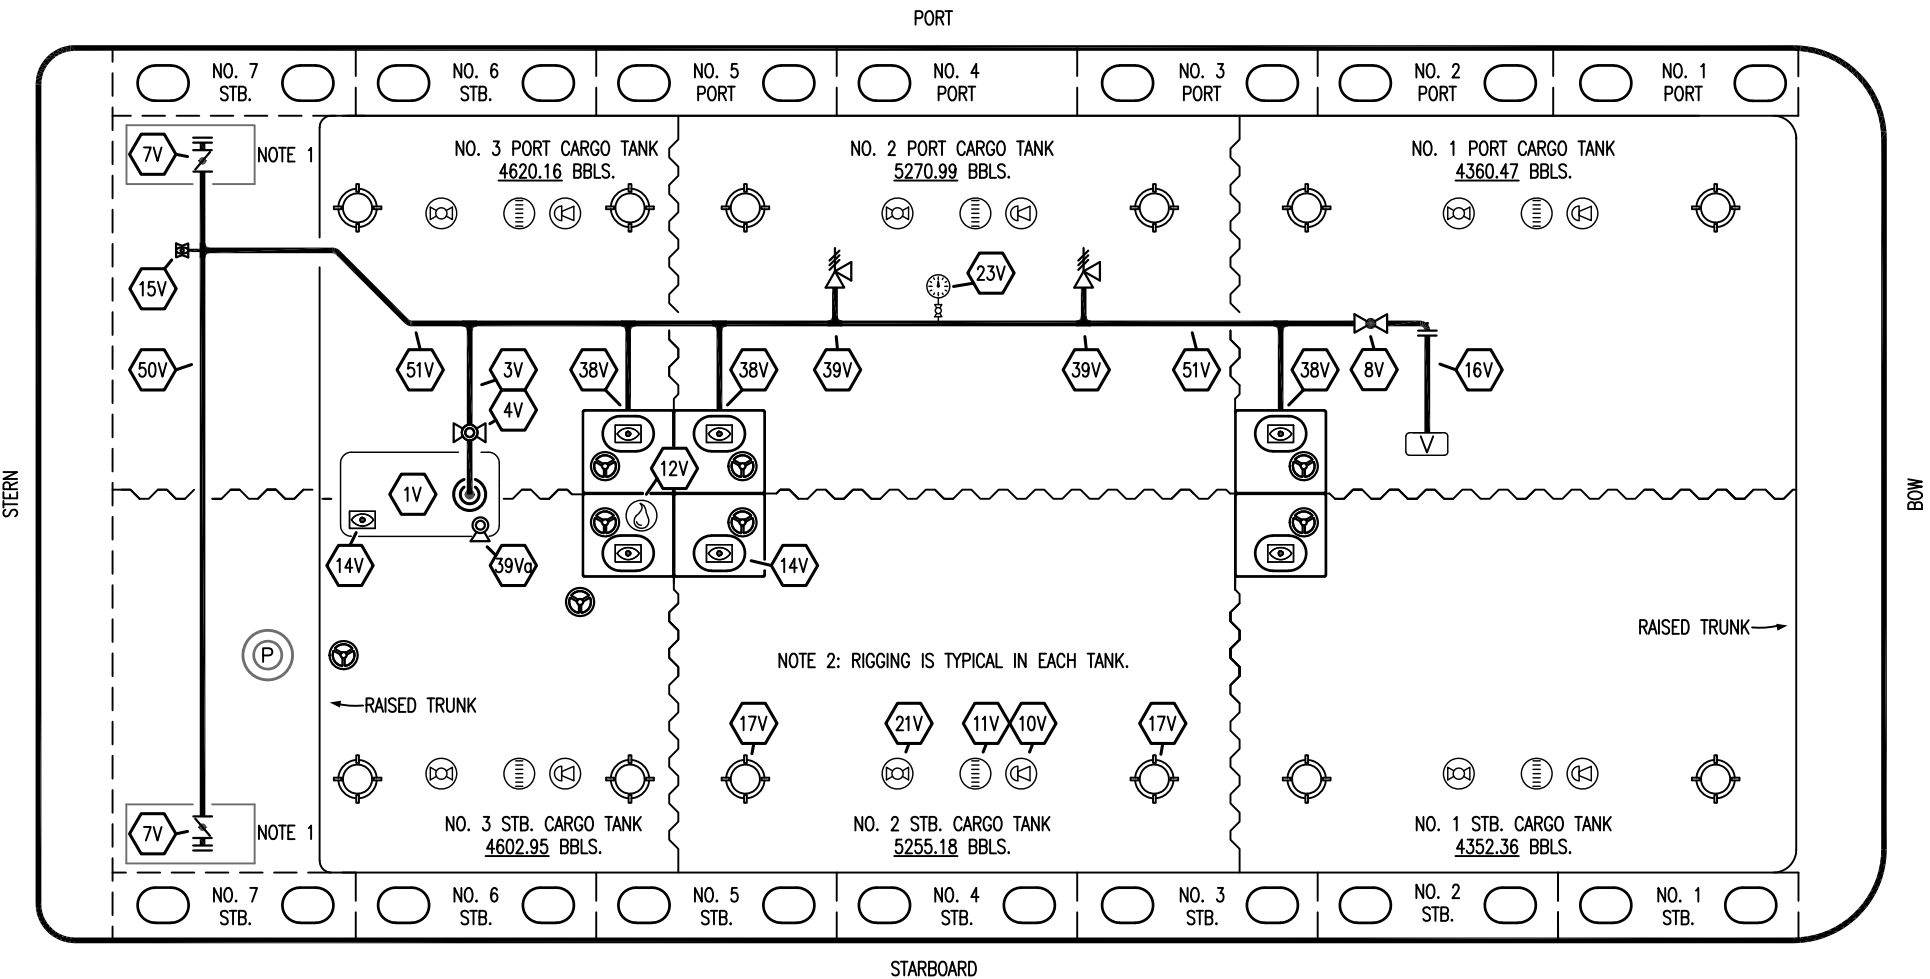 PORT
NO. 7
STB.
NO. 6
STB.
NO. 5
PORT
NO. 4
PORT
NO. 3
PORT
NO. 2
PORT
NO. 1
PORT
7V
NOTE 1
NO. 3 PORT CARGO TANK
4620.16 BBLS.
NO. 2 PORT CARGO TANK
5270.99 BBLS.
NO. 1 PORT CARGO TANK
4360.47 BBLS.
15V
23V
50V
51V
3V
38V
38V
39V
39V
51V
38V
8V
16V
4V
V
12V
1V
STERN
BOW
14V
39Va
14V
P
RAISED TRUNK
NOTE 2: RIGGING IS TYPICAL IN EACH TANK.
RAISED TRUNK
17V
21V
11V
10V
17V
7V
NOTE 1
NO. 3 STB. CARGO TANK
4602.95 BBLS.
NO. 2 STB. CARGO TANK
5255.18 BBLS.
NO. 1 STB. CARGO TANK
4352.36 BBLS.
NO. 7
STB.
NO. 6
STB.
NO. 5
STB.
NO. 4
STB.
NO. 3
STB.
NO. 2
STB.
NO. 1
STB.
STARBOARD